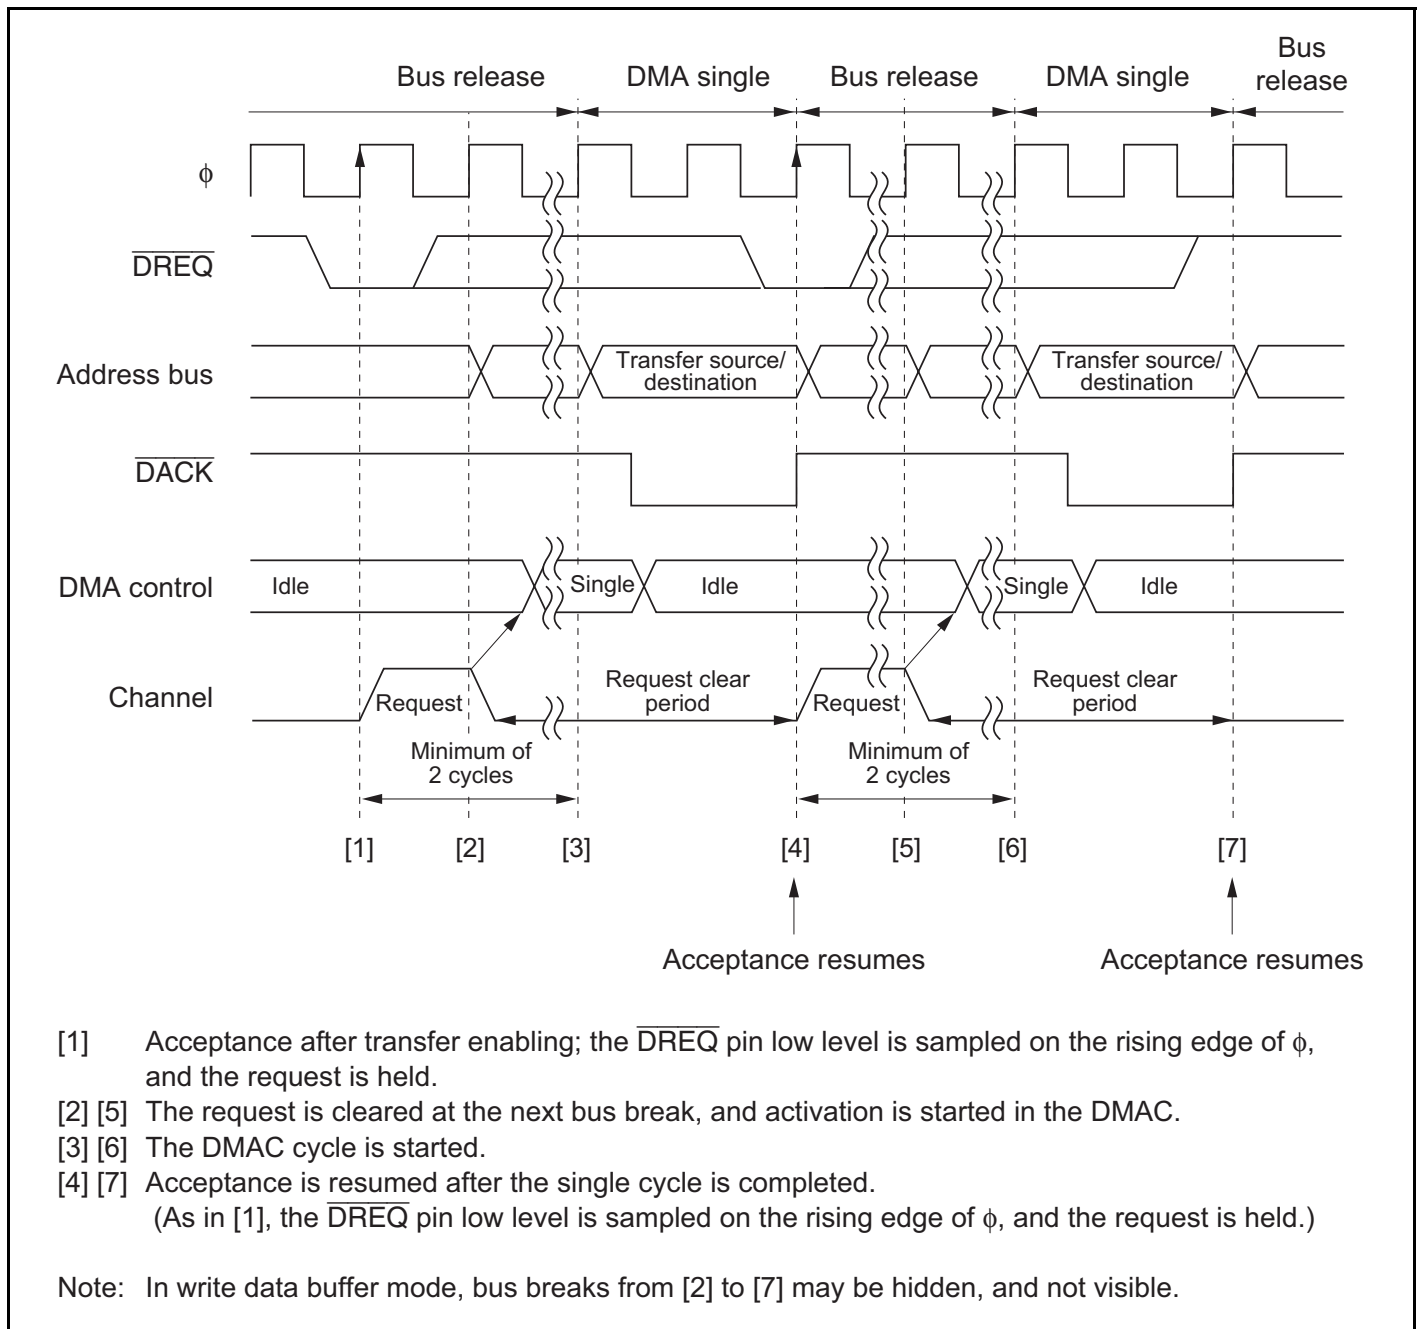 Bus release DMA single Bus release DMA single Bus
release
φ
D̅R̅E̅Q̅
Address bus Transfer source/
destination Transfer source/
destination
D̅A̅C̅K̅
DMA control Idle Single Idle Single Idle
Channel Request Request clear
period Request Request clear
period
Minimum of
2 cycles Minimum of
2 cycles
[1] [2] [3] [4] [5] [6] [7]
Acceptance resumes Acceptance resumes
[1] Acceptance after transfer enabling; the D̅R̅E̅Q̅ pin low level is sampled on the rising edge of φ,
and the request is held.
[2] [5] The request is cleared at the next bus break, and activation is started in the DMAC.
[3] [6] The DMAC cycle is started.
[4] [7] Acceptance is resumed after the single cycle is completed.
(As in [1], the D̅R̅E̅Q̅ pin low level is sampled on the rising edge of φ, and the request is held.)
Note: In write data buffer mode, bus breaks from [2] to [7] may be hidden, and not visible.